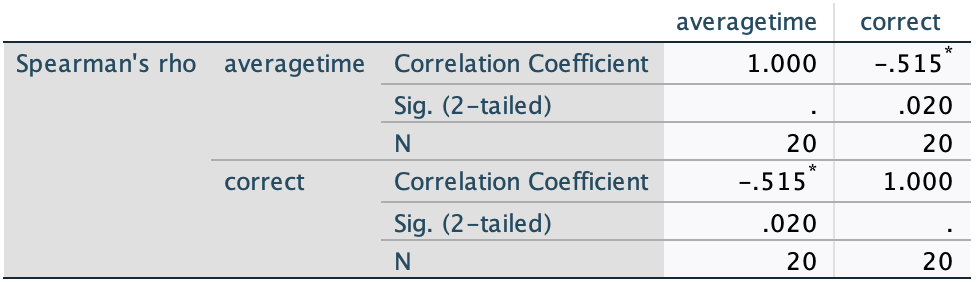 averagetime correct
Spearman's rho averagetime Correlation Coefficient 1.000 -.515*
Sig. (2-tailed) . .020
N 20 20
correct Correlation Coefficient -.515* 1.000
Sig. (2-tailed) .020 .
N 20 20